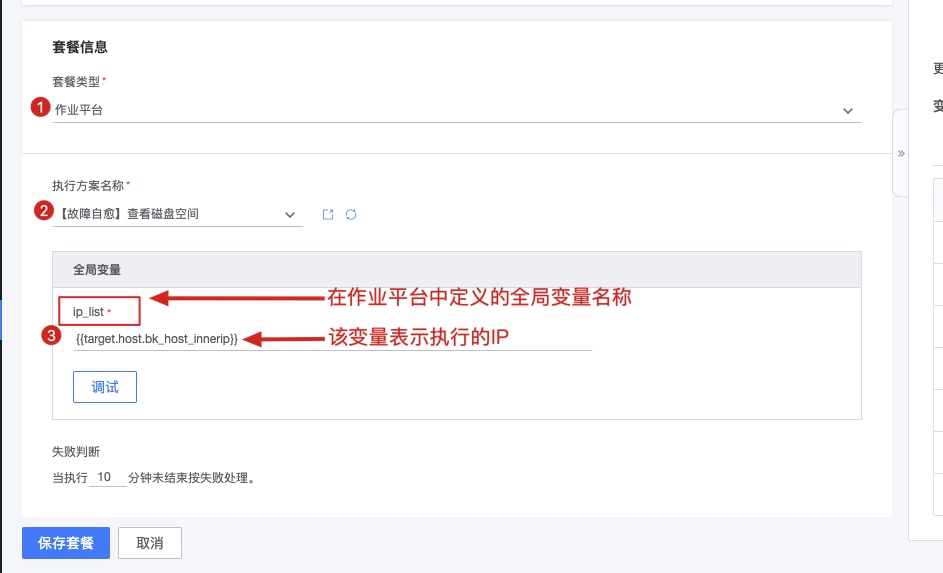 套餐信息
套餐类型*
1 作业平台
执行方案名称*
2 【故障自愈】查看磁盘空间
全局变量
ip_list *
在作业平台中定义的全局变量名称
3 {{target.host.bk_host_innerip}}
该变量表示执行的IP
调试
失败判断
当执行 10 分钟未结束按失败处理。
保存套餐 取消
»